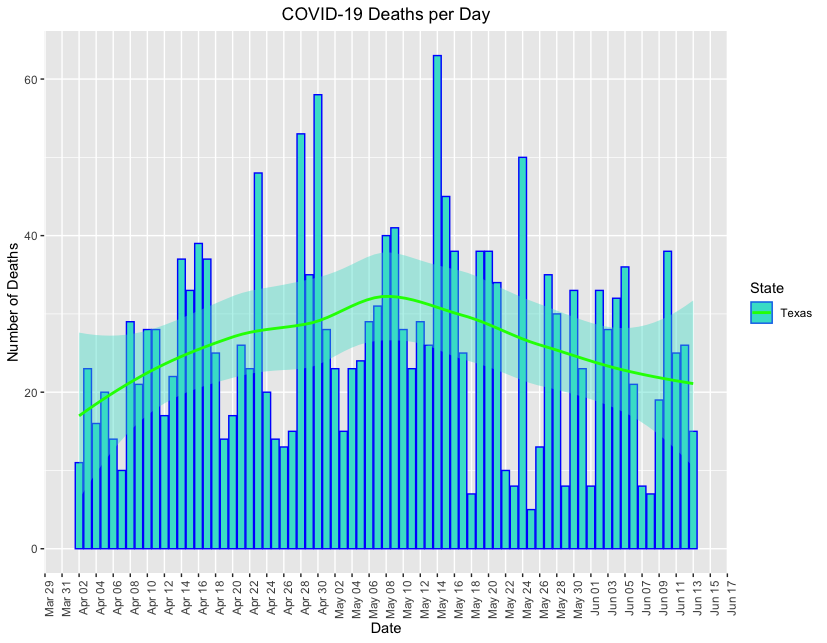 COVID-19 Deaths per Day
Number of Deaths
60
40
20
0
Mar 29
Mar 31
Apr 02
Apr 04
Apr 06
Apr 08
Apr 10
Apr 12
Apr 14
Apr 16
Apr 18
Apr 20
Apr 22
Apr 24
Apr 26
Apr 28
Apr 30
May 02
May 04
May 06
May 08
May 10
May 12
May 14
May 16
May 18
May 20
May 22
May 24
May 26
May 28
May 30
Jun 01
Jun 03
Jun 05
Jun 07
Jun 09
Jun 11
Jun 13
Jun 15
Jun 17
Date
State
Texas